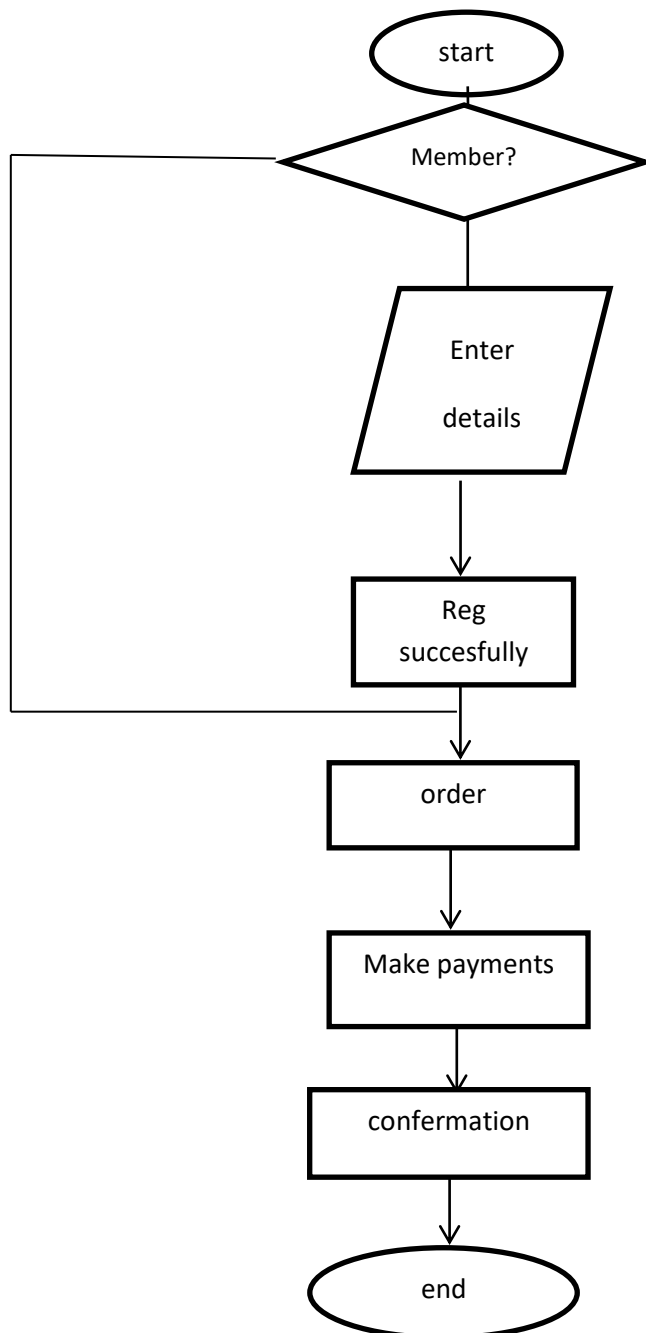 start
Member?
Enter
details
Reg
succesfully
order
Make payments
confermation
end